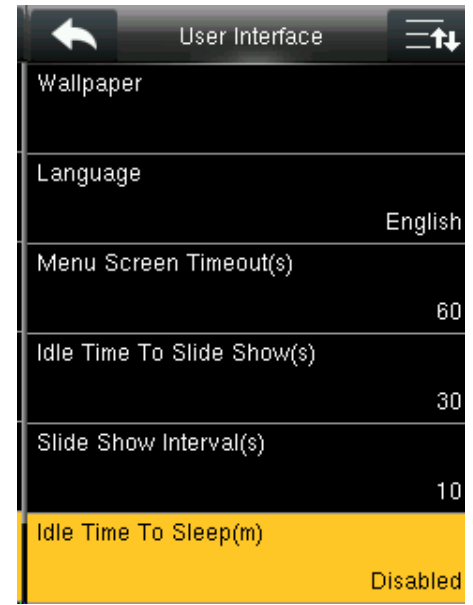 User Interface
Wallpaper
Language
English
Menu Screen Timeout(s)
60
Idle Time To Slide Show(s)
30
Slide Show Interval(s)
10
Idle Time To Sleep(m)
Disabled